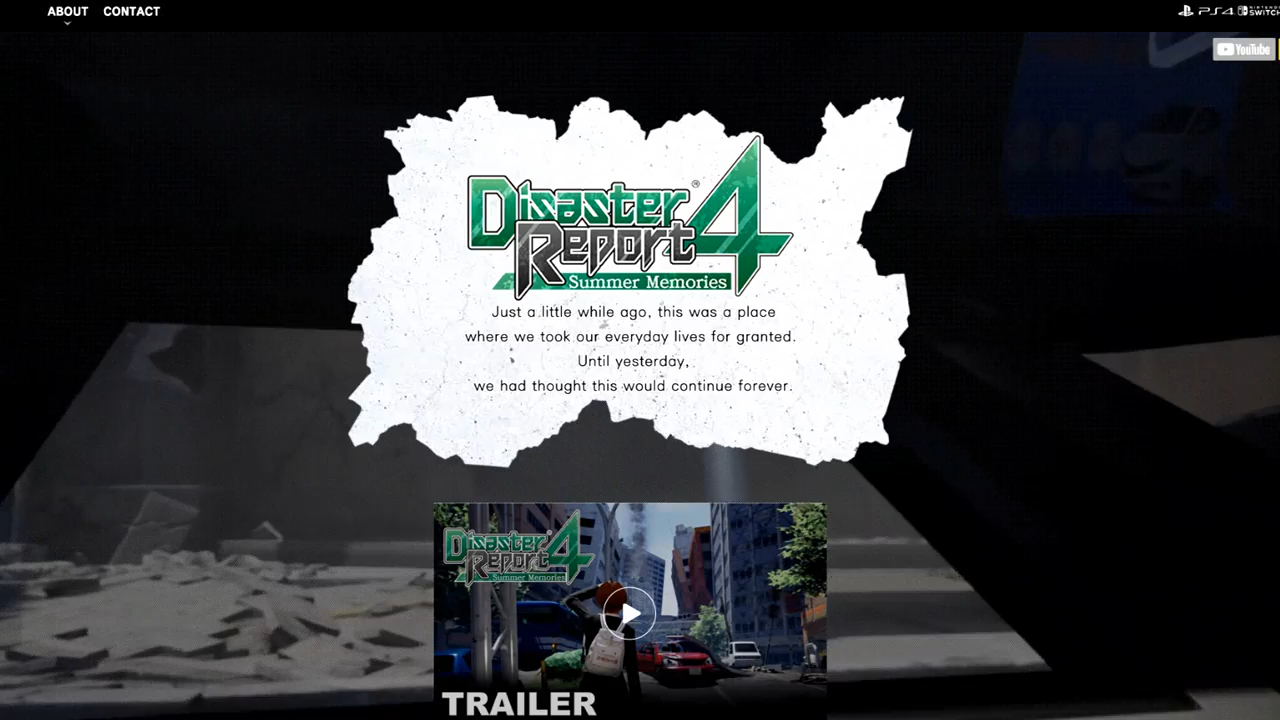 ABOUT CONTACT
PS4 NINTENDO SWITCH
YouTube
Disaster Report 4
Summer Memories
Just a little while ago, this was a place
where we took our everyday lives for granted.
Until yesterday,
we had thought this would continue forever.
Disaster Report 4
Summer Memories
TRAILER